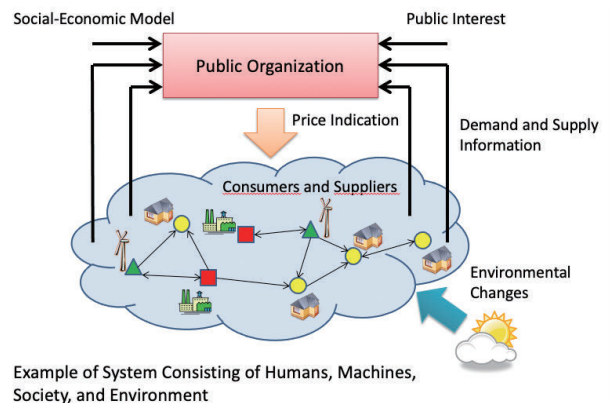 Social-Economic Model
Public Interest
Public Organization
Price Indication
Demand and Supply
Information
Consumers and Suppliers
Environmental
Changes
Example of System Consisting of Humans, Machines,
Society, and Environment